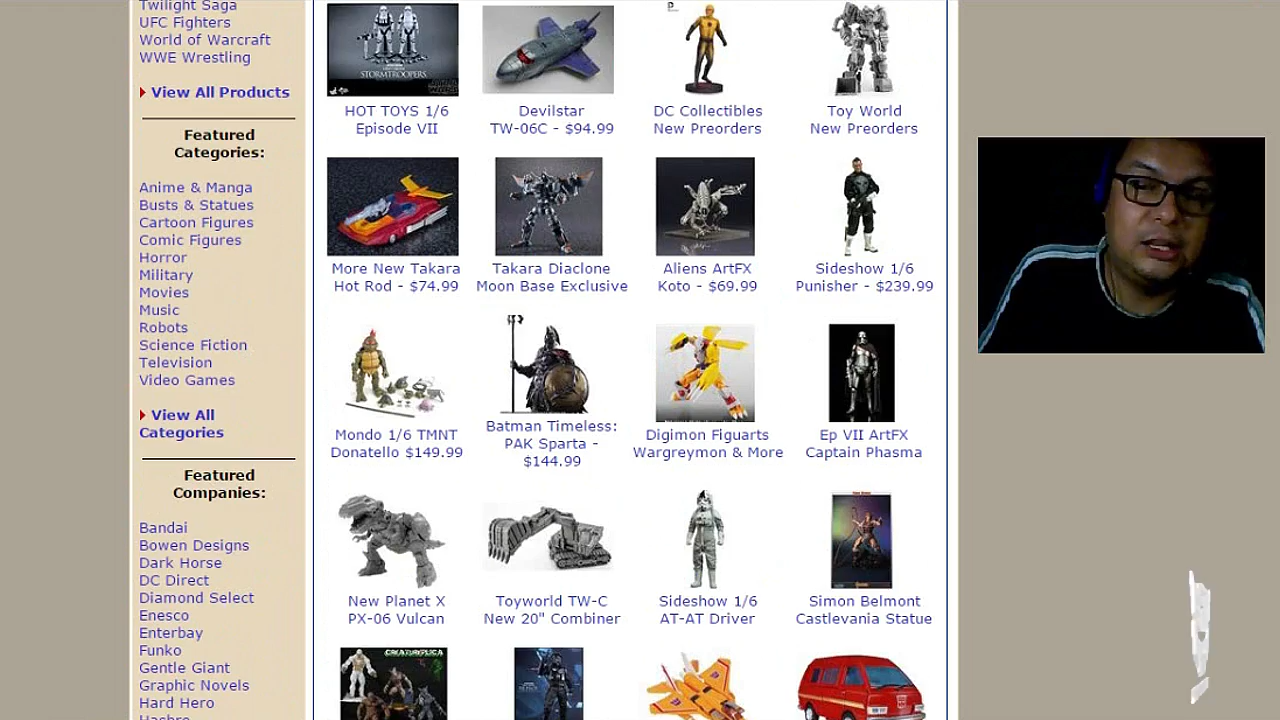 Twilight Saga
UFC Fighters
World of Warcraft
WWE Wrestling
View All Products
Featured
Categories:
Anime & Manga
Busts & Statues
Cartoon Figures
Comic Figures
Horror
Military
Movies
Music
Robots
Science Fiction
Television
Video Games
View All
Categories
Featured
Companies:
Bandai
Bowen Designs
Dark Horse
DC Direct
Diamond Select
Enesco
Enterbay
Funko
Gentle Giant
Graphic Novels
Hard Hero
Hasbro
STORMTROOPERS
HOT TOYS 1/6
Episode VII
Devilstar
TW-06C - $94.99
DC Collectibles
New Preorders
Toy World
New Preorders
More New Takara
Hot Rod - $74.99
Takara Diaclone
Moon Base Exclusive
Aliens ArtFX
Koto - $69.99
Sideshow 1/6
Punisher - $239.99
Mondo 1/6 TMNT
Donatello $149.99
Batman Timeless:
PAK Sparta -
$144.99
Digimon Figuarts
Wargreymon & More
Ep VII ArtFX
Captain Phasma
New Planet X
PX-06 Vulcan
Toyworld TW-C
New 20" Combiner
Sideshow 1/6
AT-AT Driver
Simon Belmont
Castlevania Statue
CREATUREPLICA